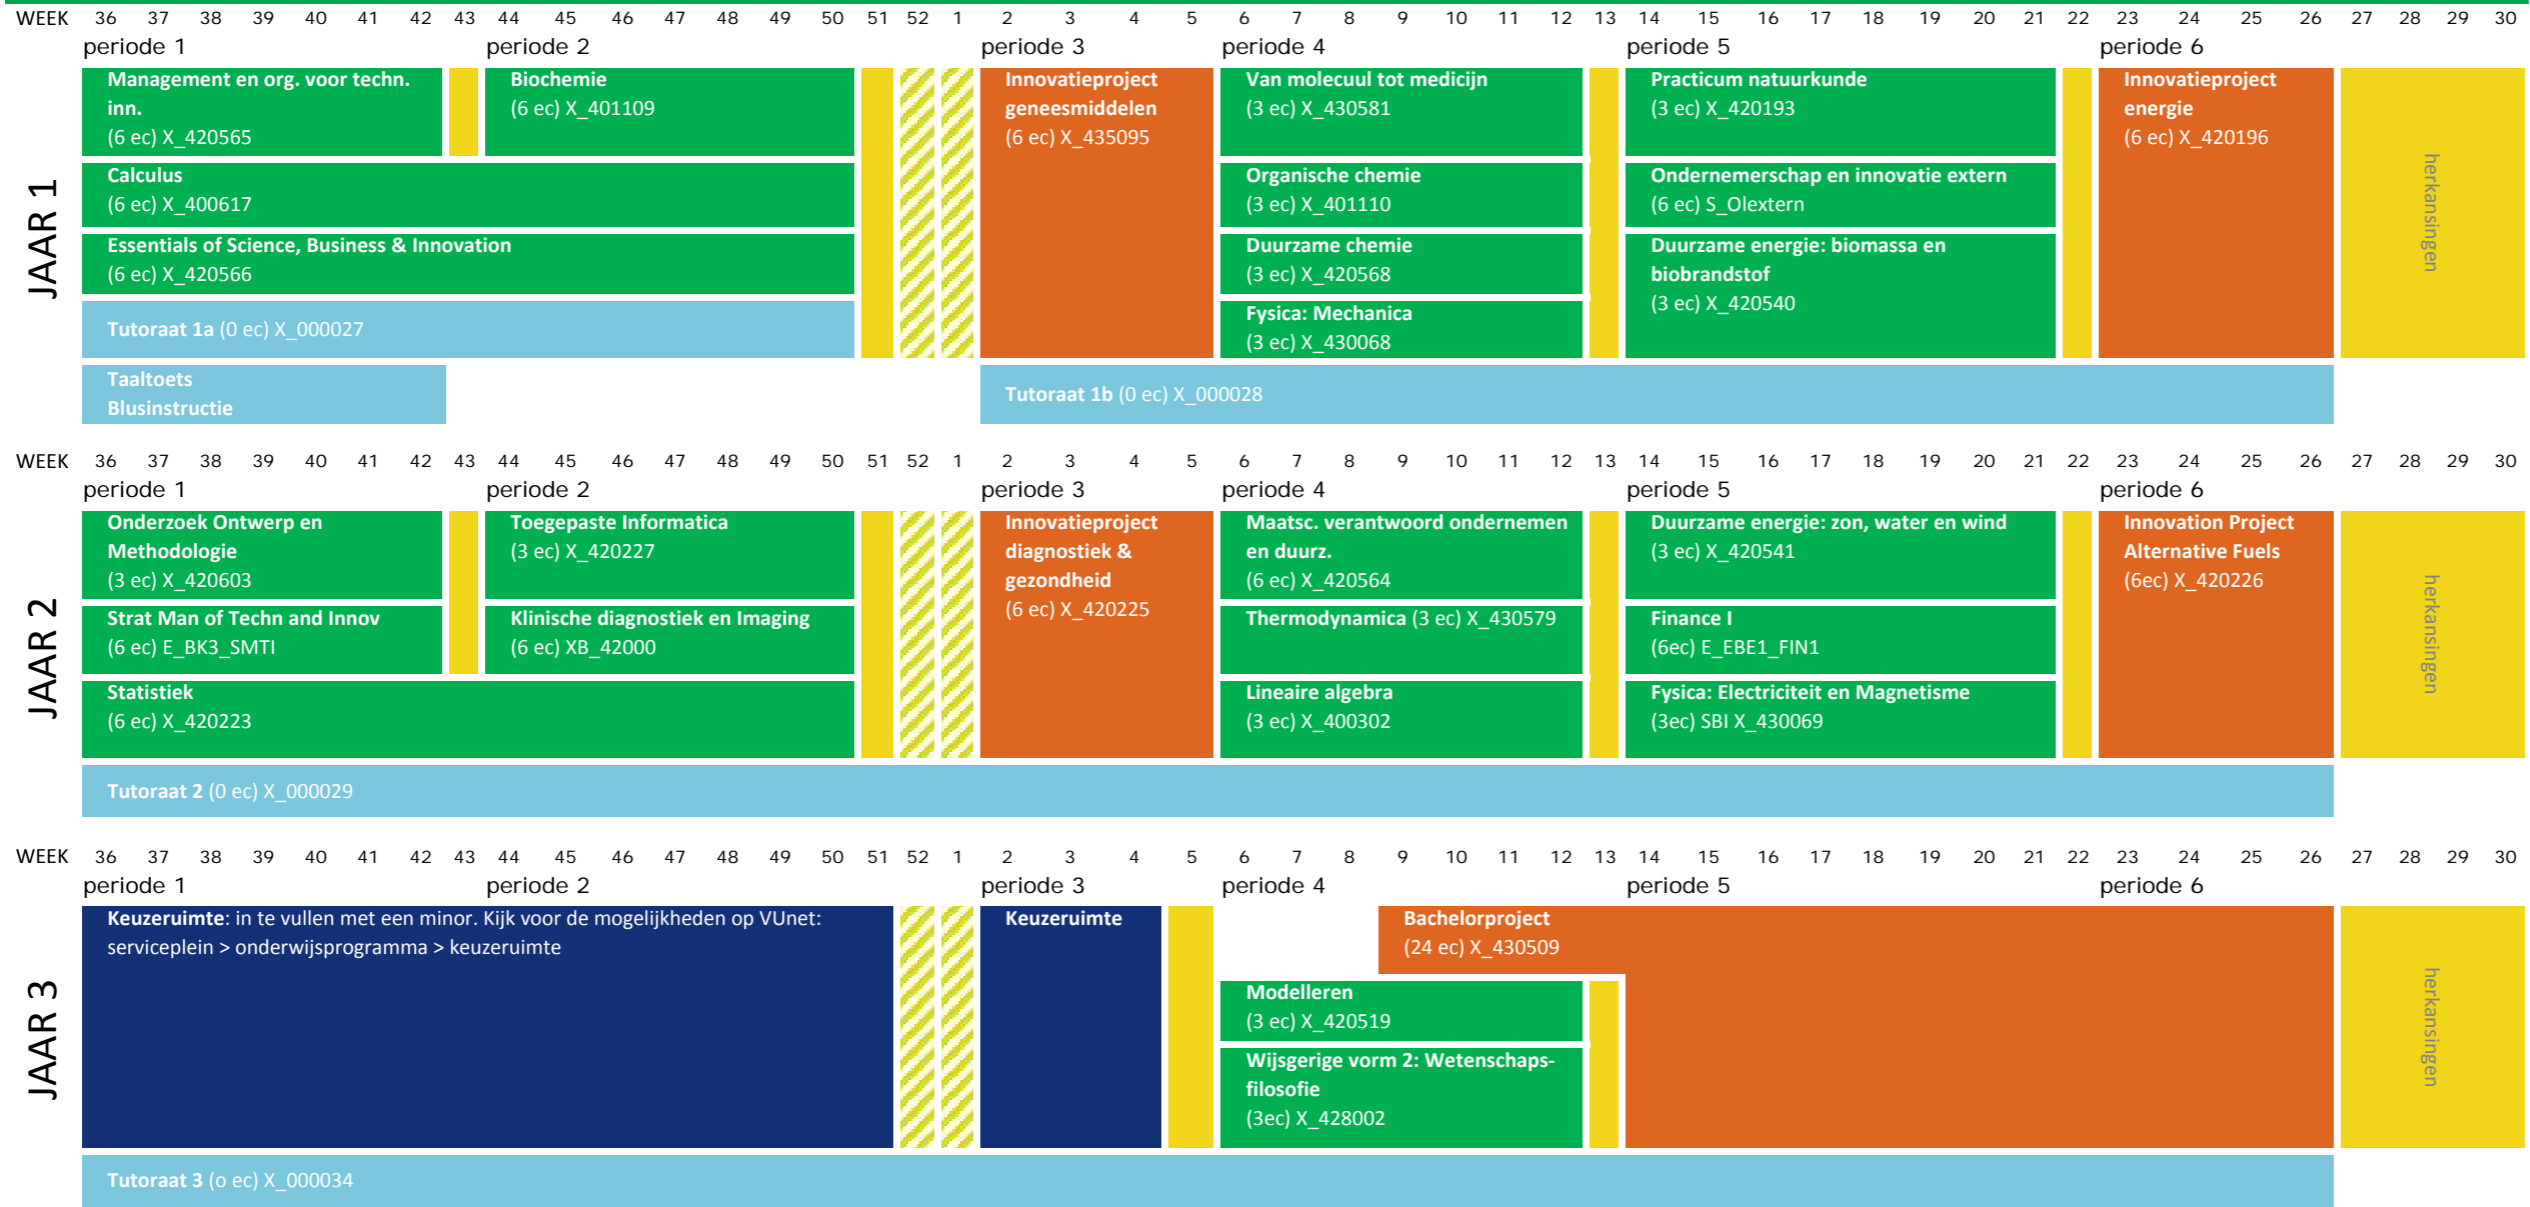 WEEK 36 37 38 39 40 41 42 43 44 45 46 47 48 49 50 51 52 1 2 3 4 5 6 7 8 9 10 11 12 13 14 15 16 17 18 19 20 21 22 23 24 25 26 27 28 29 30
periode 1 periode 2 periode 3 periode 4 periode 5 periode 6
JAAR 1
Management en org. voor techn.
inn.
(6 ec) X_420565
Biochemie
(6 ec) X_401109
Calculus
(6 ec) X_400617
Essentials of Science, Business & Innovation
(6 ec) X_420566
Tutoraat 1a (0 ec) X_000027
Taaltoets
Blusinstructie
Innovatieproject
geneesmiddelen
(6 ec) X_435095
Van molecuul tot medicijn
(3 ec) X_430581
Organische chemie
(3 ec) X_401110
Duurzame chemie
(3 ec) X_420568
Fysica: Mechanica
(3 ec) X_430068
Practicum natuurkunde
(3 ec) X_420193
Ondernemerschap en innovatie extern
(6 ec) S_OIextern
Duurzame energie: biomassa en
biobrandstof
(3 ec) X_420540
Innovatieproject
energie
(6 ec) X_420196
herkansingen
Tutoraat 1b (0 ec) X_000028
WEEK 36 37 38 39 40 41 42 43 44 45 46 47 48 49 50 51 52 1 2 3 4 5 6 7 8 9 10 11 12 13 14 15 16 17 18 19 20 21 22 23 24 25 26 27 28 29 30
periode 1 periode 2 periode 3 periode 4 periode 5 periode 6
JAAR 2
Onderzoek Ontwerp en
Methodologie
(3 ec) X_420603
Strat Man of Techn and Innov
(6 ec) E_BK3_SMTI
Toegepaste Informatica
(3 ec) X_420227
Klinische diagnostiek en Imaging
(6 ec) XB_42000
Statistiek
(6 ec) X_420223
Innovatieproject
diagnostiek &
gezondheid
(6 ec) X_420225
Maatsc. verantwoord ondernemen
en duurz.
(6 ec) X_420564
Thermodynamica (3 ec) X_430579
Lineaire algebra
(3 ec) X_400302
Duurzame energie: zon, water en wind
(3 ec) X_420541
Finance I
(6ec) E_EBE1_FIN1
Fysica: Electriciteit en Magnetisme
(3ec) SBI X_430069
Innovation Project
Alternative Fuels
(6ec) X_420226
herkansingen
Tutoraat 2 (0 ec) X_000029
WEEK 36 37 38 39 40 41 42 43 44 45 46 47 48 49 50 51 52 1 2 3 4 5 6 7 8 9 10 11 12 13 14 15 16 17 18 19 20 21 22 23 24 25 26 27 28 29 30
periode 1 periode 2 periode 3 periode 4 periode 5 periode 6
JAAR 3
Keuzeruimte: in te vullen met een minor. Kijk voor de mogelijkheden op VUnet:
serviceplein > onderwijsprogramma > keuzeruimte
Keuzeruimte
Bachelorproject
(24 ec) X_430509
Modelleren
(3 ec) X_420519
Wijsgerige vorm 2: Wetenschaps-
filosofie
(3ec) X_428002
herkansingen
Tutoraat 3 (o ec) X_000034